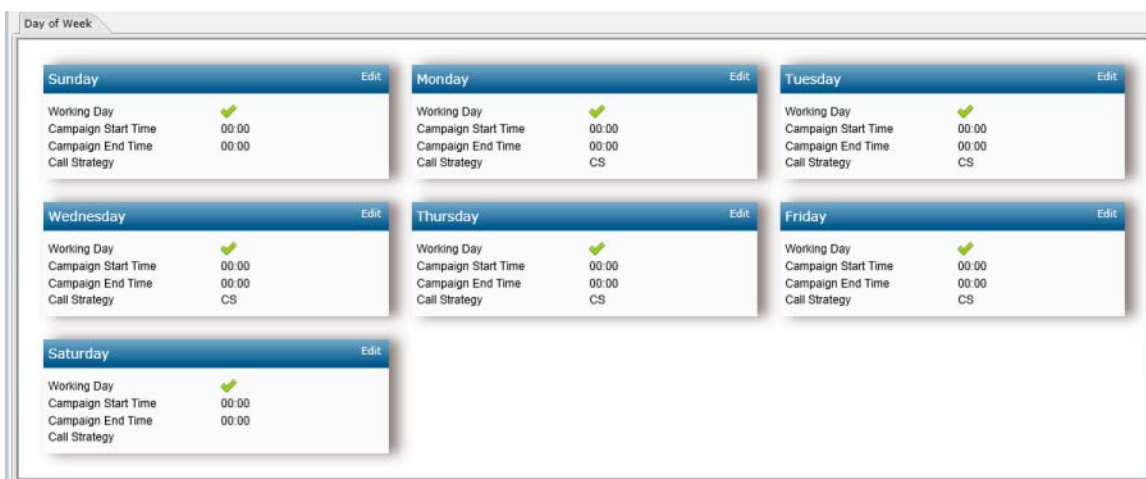 Day of Week
Sunday Edit
Working Day
Campaign Start Time 00:00
Campaign End Time 00:00
Call Strategy
Monday Edit
Working Day
Campaign Start Time 00:00
Campaign End Time 00:00
Call Strategy CS
Tuesday Edit
Working Day
Campaign Start Time 00:00
Campaign End Time 00:00
Call Strategy CS
Wednesday Edit
Working Day
Campaign Start Time 00:00
Campaign End Time 00:00
Call Strategy CS
Thursday Edit
Working Day
Campaign Start Time 00:00
Campaign End Time 00:00
Call Strategy CS
Friday Edit
Working Day
Campaign Start Time 00:00
Campaign End Time 00:00
Call Strategy CS
Saturday Edit
Working Day
Campaign Start Time 00:00
Campaign End Time 00:00
Call Strategy